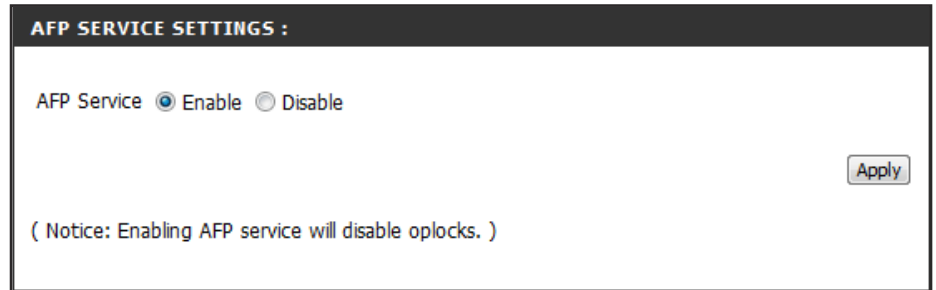 AFP SERVICE SETTINGS :
AFP Service Enable Disable
Apply
( Notice: Enabling AFP service will disable oplocks. )